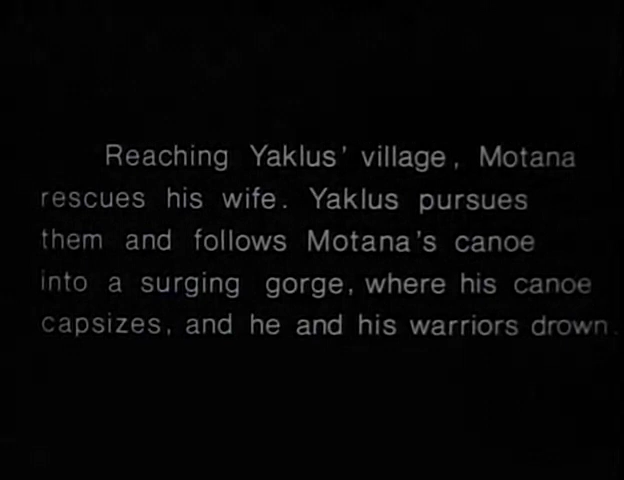 Reaching Yaklus' village, Motana
rescues his wife. Yaklus pursues
them and follows Motana's canoe
into a surging gorge, where his canoe
capsizes, and he and his warriors drown.